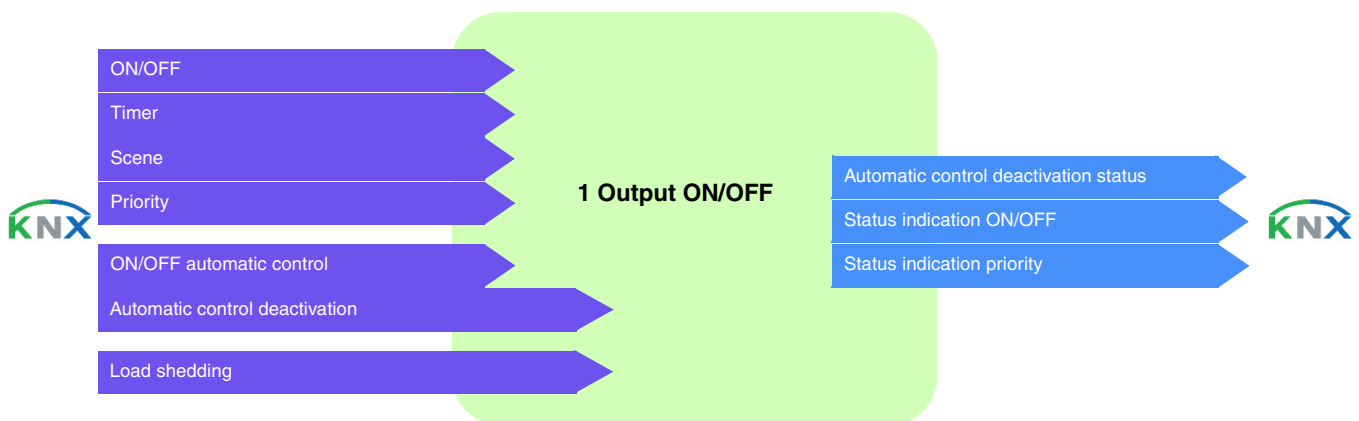 ON/OFF
Timer
Scene
Priority
KNX
ON/OFF automatic control
Automatic control deactivation
Load shedding
1 Output ON/OFF
Automatic control deactivation status
Status indication ON/OFF
Status indication priority
KNX